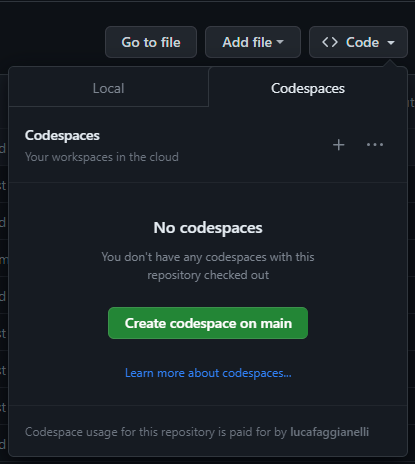 Go to file
Add file
<> Code
Local
Codespaces
Codespaces
Your workspaces in the cloud
No codespaces
You don't have any codespaces with this
repository checked out
Create codespace on main
Learn more about codespaces...
Codespace usage for this repository is paid for by lucafaggianelli